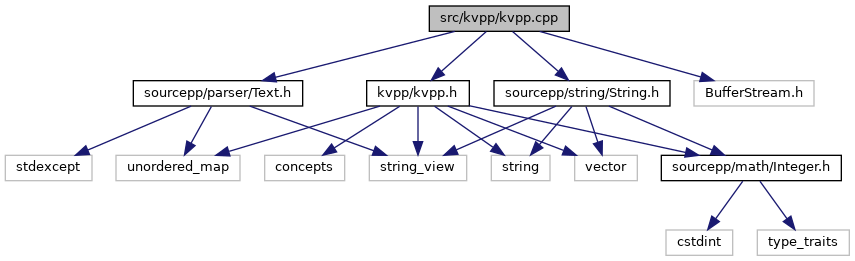 src/kvpp/kvpp.cpp
sourcepp/parser/Text.h
kvpp/kvpp.h
sourcepp/string/String.h
BufferStream.h
stdexcept
unordered_map
concepts
string_view
string
vector
sourcepp/math/Integer.h
cstdint
type_traits